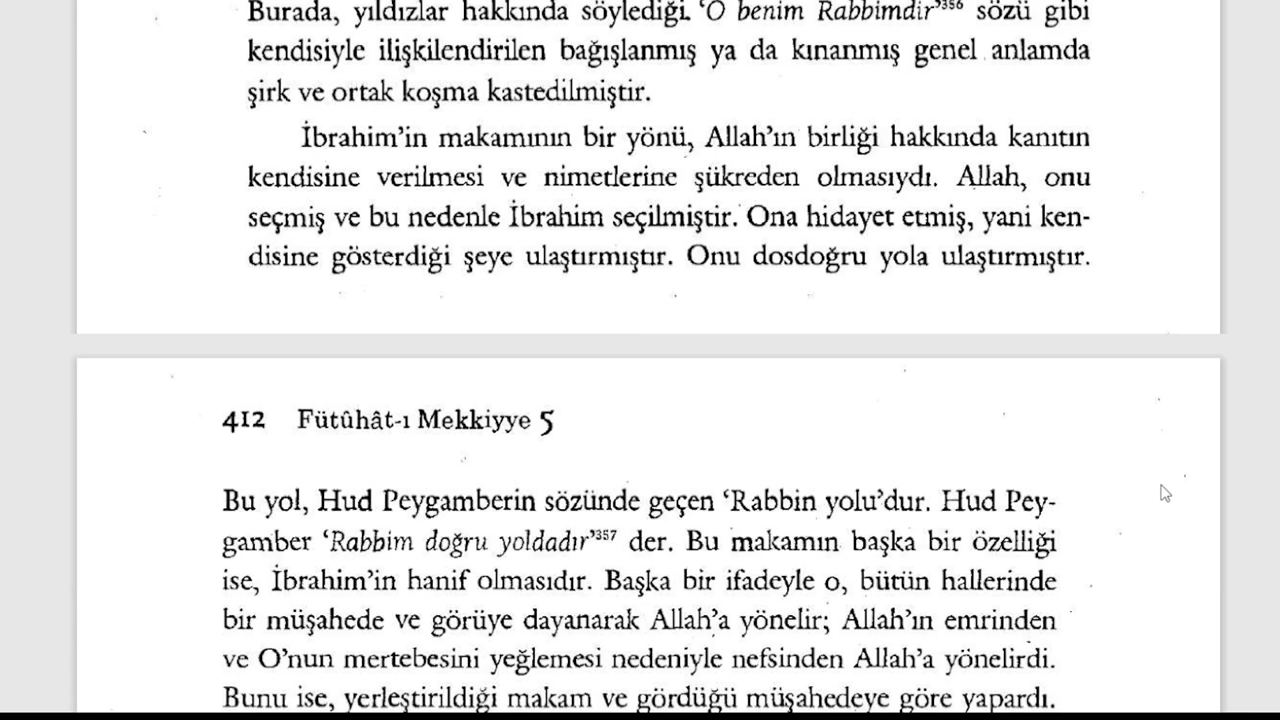 Burada, yıldızlar hakkında söylediği ‘O benim Rabbimdir’³⁵⁶ sözü gibi
kendisiyle ilişkilendirilen bağışlanmış ya da kınanmış genel anlamda
şirk ve ortak koşma kastedilmiştir.
İbrahim’in makamının bir yönü, Allah’ın birliği hakkında kanıtın
kendisine verilmesi ve nimetlerine şükreden olmasıydı. Allah, onu
seçmiş ve bu nedenle İbrahim seçilmiştir. Ona hidayet etmiş, yani ken-
disine gösterdiği şeye ulaştırmıştır. Onu dosdoğru yola ulaştırmıştır.
412 Fütûhât-ı Mekkiyye 5
Bu yol, Hud Peygamberin sözünde geçen ‘Rabbin yolu’dur. Hud Pey-
gamber ‘Rabbim doğru yoldadır’³⁵⁷ der. Bu makamın başka bir özelliği
ise, İbrahim’in hanif olmasıdır. Başka bir ifadeyle o, bütün hallerinde
bir müşahede ve görüye dayanarak Allah’a yönelir; Allah’ın emrinden
ve O’nun mertebesini yeğlemesi nedeniyle nefsinden Allah’a yönelirdi.
Bunu ise, yerleştirildiği makam ve gördüğü müşahedeye göre yapardı.